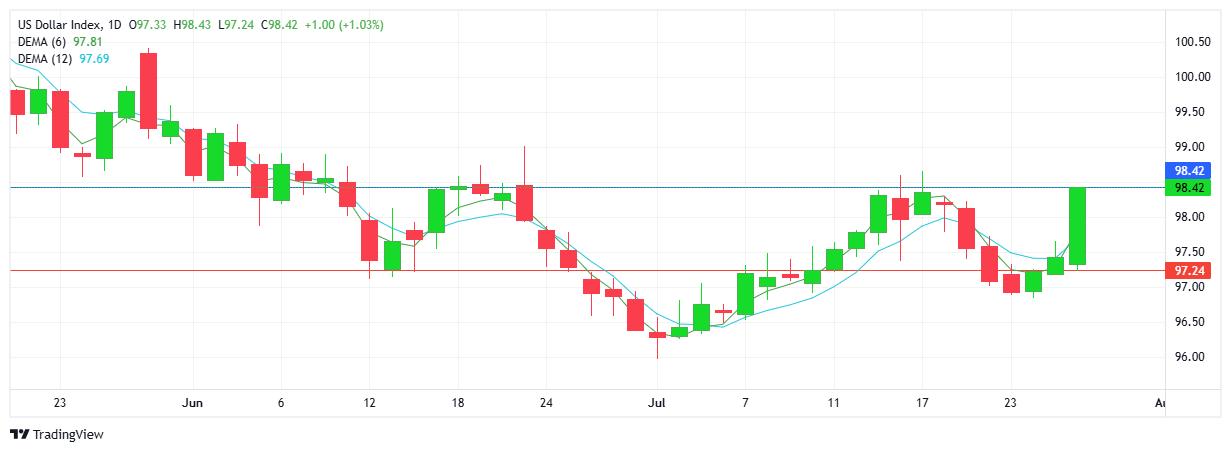 US Dollar Index, 1D O97.33 H98.43 L97.24 C98.42 +1.00 (+1.03%)
DEMA (6) 97.81
DEMA (12) 97.69
100.50
100.00
99.50
99.00
98.42
98.42
98.00
97.50
97.24
97.00
96.50
96.00
23 Jun 6 12 18 24 Jul 7 11 17 23 Au
TradingView